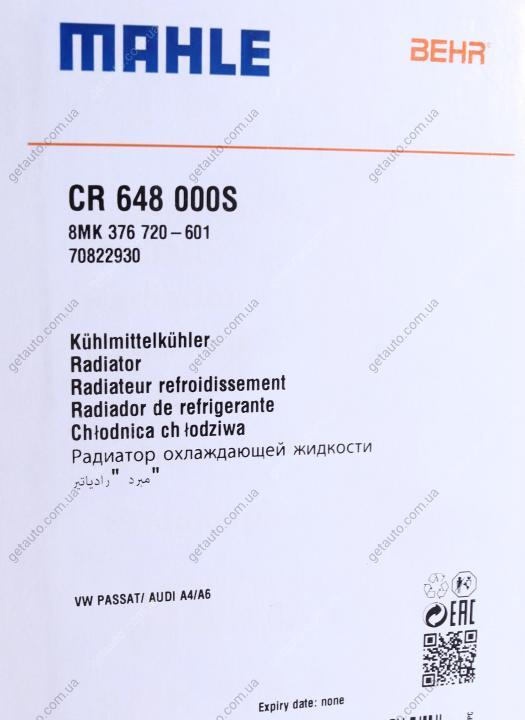 MAHLE
BEHR
CR 648 000S
8MK 376 720-601
70822930
Kühlmittelkühler
Radiator
Radiateur refroidissement
Radiador de refrigerante
Chłodnica chłodziwa
Радиатор охлаждающей жидкости
مبرد "رادياتير"
VW PASSAT/ AUDI A4/A6
EAC
Expiry date: none
getauto.com.ua